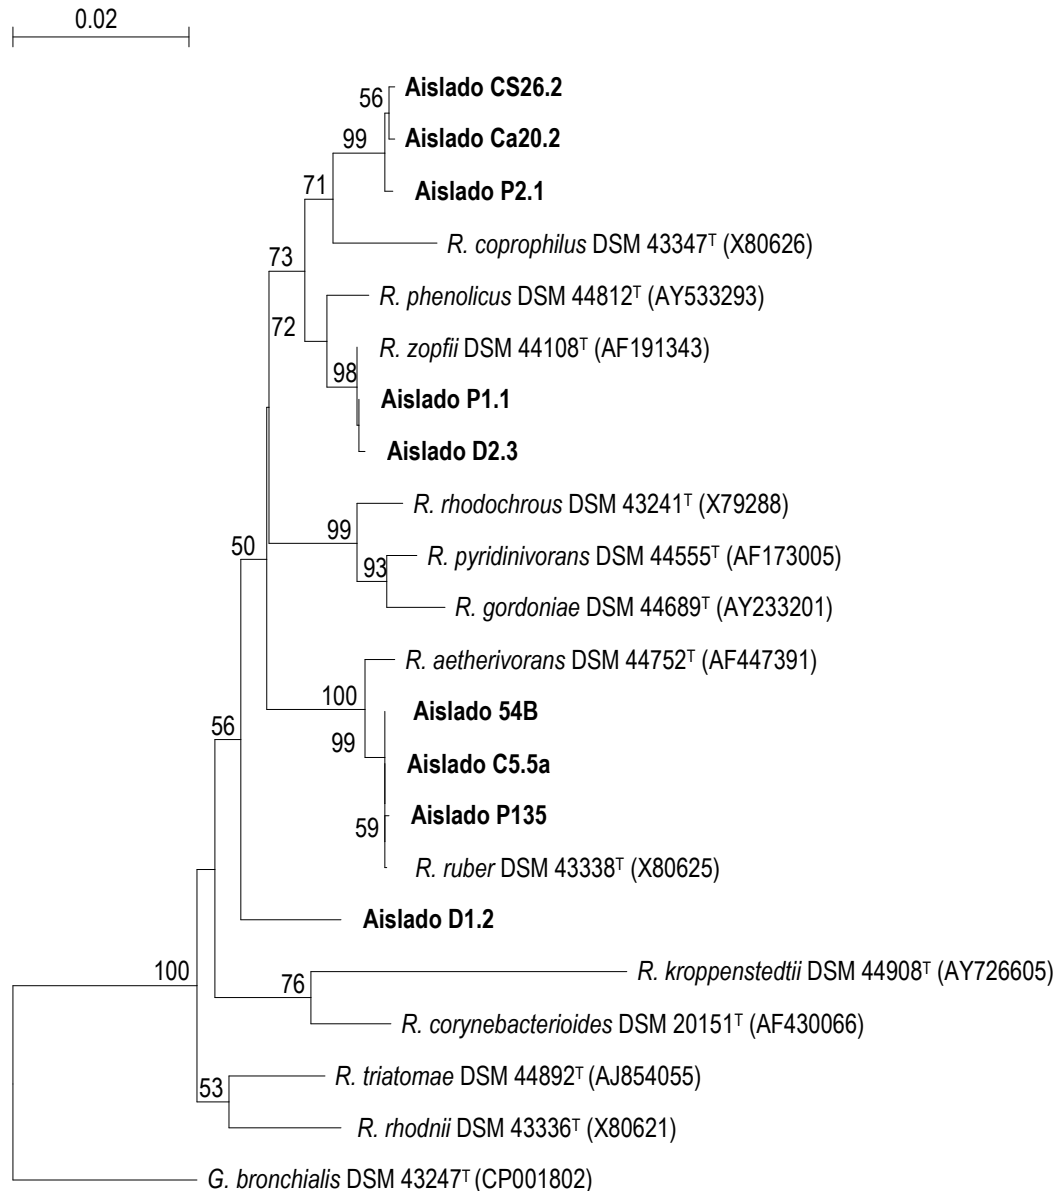 0.02
Aislado CS26.2
56
Aislado Ca20.2
99
Aislado P2.1
71
R. coprophilus DSM 43347ᵀ (X80626)
73
R. phenolicus DSM 44812ᵀ (AY533293)
72
R. zopfii DSM 44108ᵀ (AF191343)
98
Aislado P1.1
Aislado D2.3
R. rhodochrous DSM 43241ᵀ (X79288)
99
50
R. pyridinivorans DSM 44555ᵀ (AF173005)
93
R. gordoniae DSM 44689ᵀ (AY233201)
R. aetherivorans DSM 44752ᵀ (AF447391)
100
Aislado 54B
56
99
Aislado C5.5a
Aislado P135
59
R. ruber DSM 43338ᵀ (X80625)
Aislado D1.2
100
R. kroppenstedtii DSM 44908ᵀ (AY726605)
76
R. corynebacterioides DSM 20151ᵀ (AF430066)
R. triatomae DSM 44892ᵀ (AJ854055)
53
R. rhodnii DSM 43336ᵀ (X80621)
G. bronchialis DSM 43247ᵀ (CP001802)